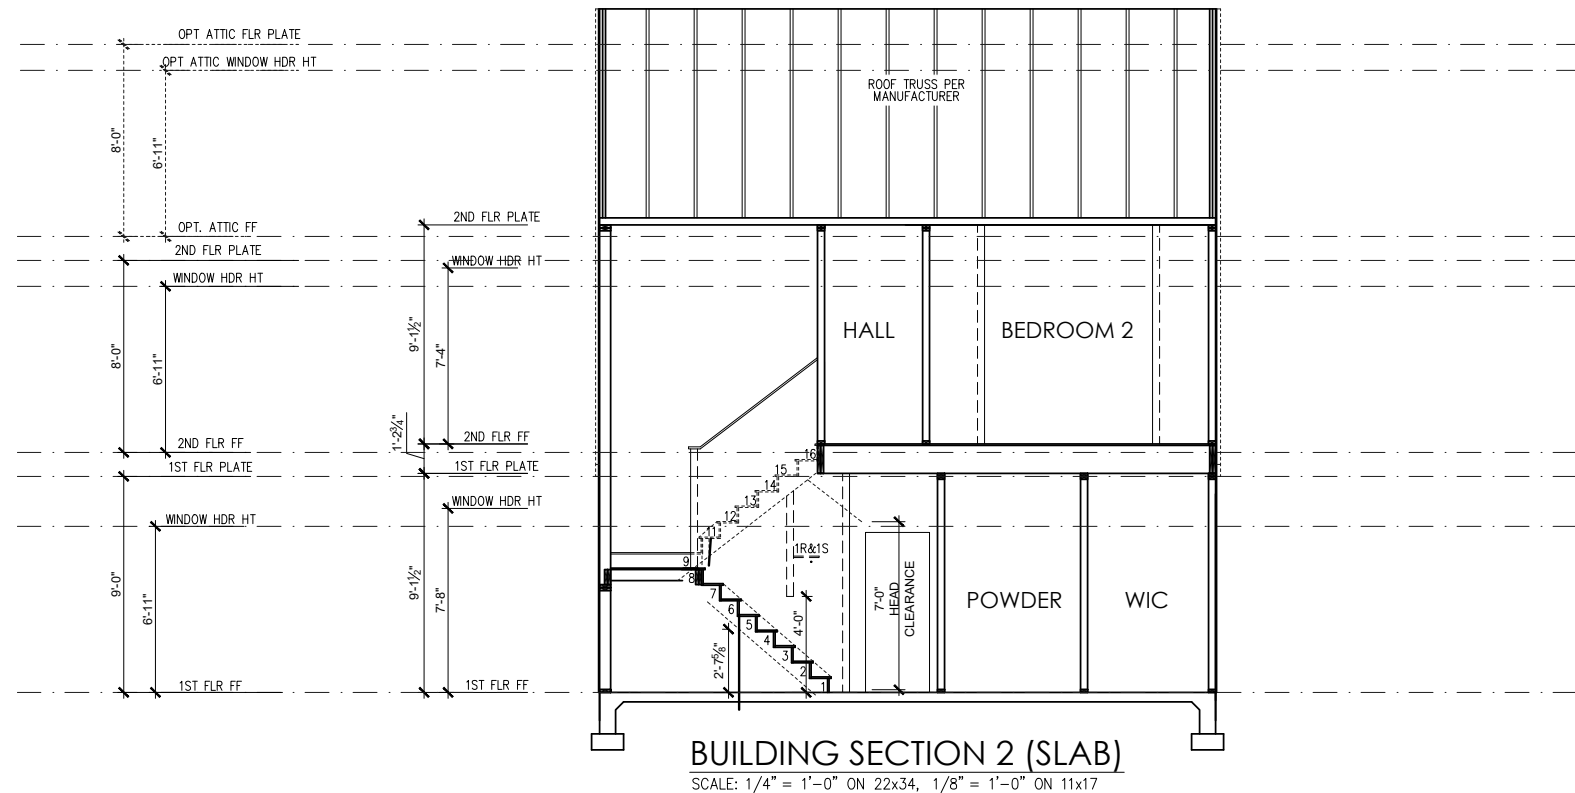 OPT ATTIC FLR PLATE
OPT ATTIC WINDOW HDR HT
ROOF TRUSS PER
MANUFACTURER
8'-0"
6'-11"
OPT. ATTIC FF
2ND FLR PLATE
2ND FLR PLATE
WINDOW HDR HT
WINDOW HDR HT
8'-0"
6'-11"
9'-1½"
7'-4"
HALL
BEDROOM 2
1'-2¾"
2ND FLR FF
2ND FLR FF
1ST FLR PLATE
1ST FLR PLATE
WINDOW HDR HT
WINDOW HDR HT
9'-0"
6'-11"
9'-1½"
7'-8"
16
15
14
13
12
11
9
8
7
6
5
4
3
2
1
1R&1S
2'-7⅝"
4'-0"
7'-0"
HEAD
CLEARANCE
POWDER
WIC
1ST FLR FF
1ST FLR FF
BUILDING SECTION 2 (SLAB)
SCALE: 1/4" = 1'-0" ON 22x34, 1/8" = 1'-0" ON 11x17